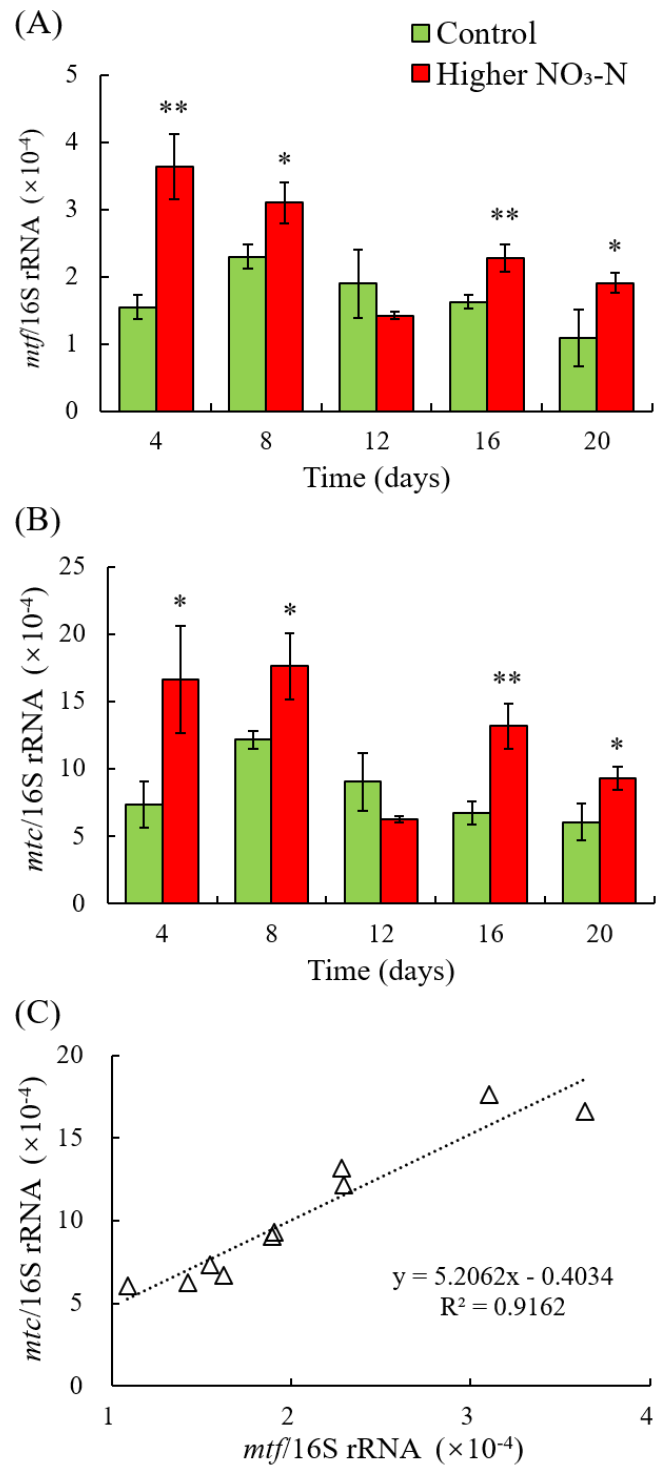 (A)
Control
Higher NO₃-N
mtf/16S rRNA (×10⁻⁴)
5
4
3
2
1
0
** * ** *
4 8 12 16 20
Time (days)
(B)
mtc/16S rRNA (×10⁻⁴)
25
20
15
10
5
0
* * ** *
4 8 12 16 20
Time (days)
(C)
mtc/16S rRNA (×10⁻⁴)
20
15
10
5
0
y = 5.2062x - 0.4034
R² = 0.9162
1 2 3 4
mtf/16S rRNA (×10⁻⁴)